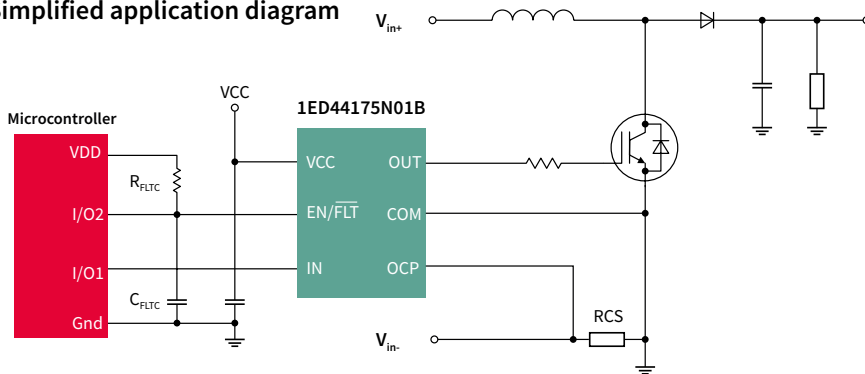 Simplified application diagram
Vin+
VCC
Microcontroller
1ED44175N01B
VDD
RFLTC
I/O2
I/O1
CFLTC
Gnd
VCC
OUT
EN/FLT
COM
IN
OCP
RCS
Vin-